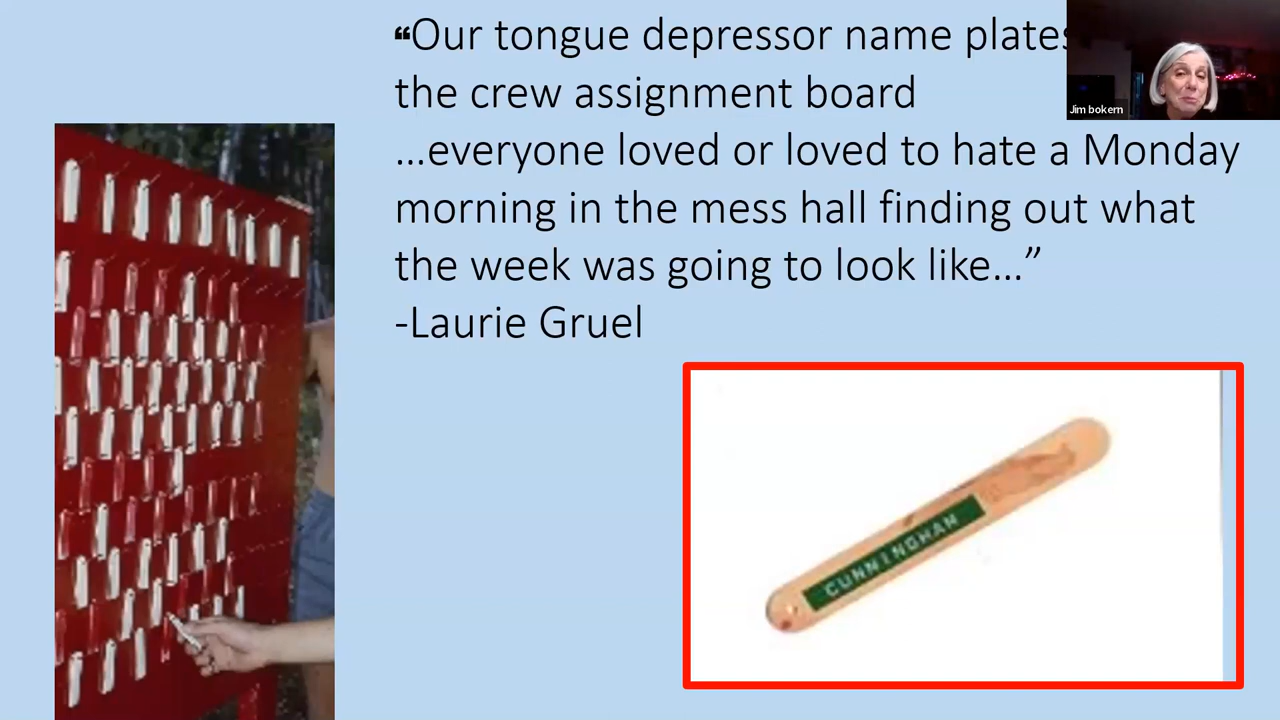 “Our tongue depressor name plates
the crew assignment board
...everyone loved or loved to hate a Monday
morning in the mess hall finding out what
the week was going to look like...”
-Laurie Gruel
Jim bokern
CUNNINGHAM